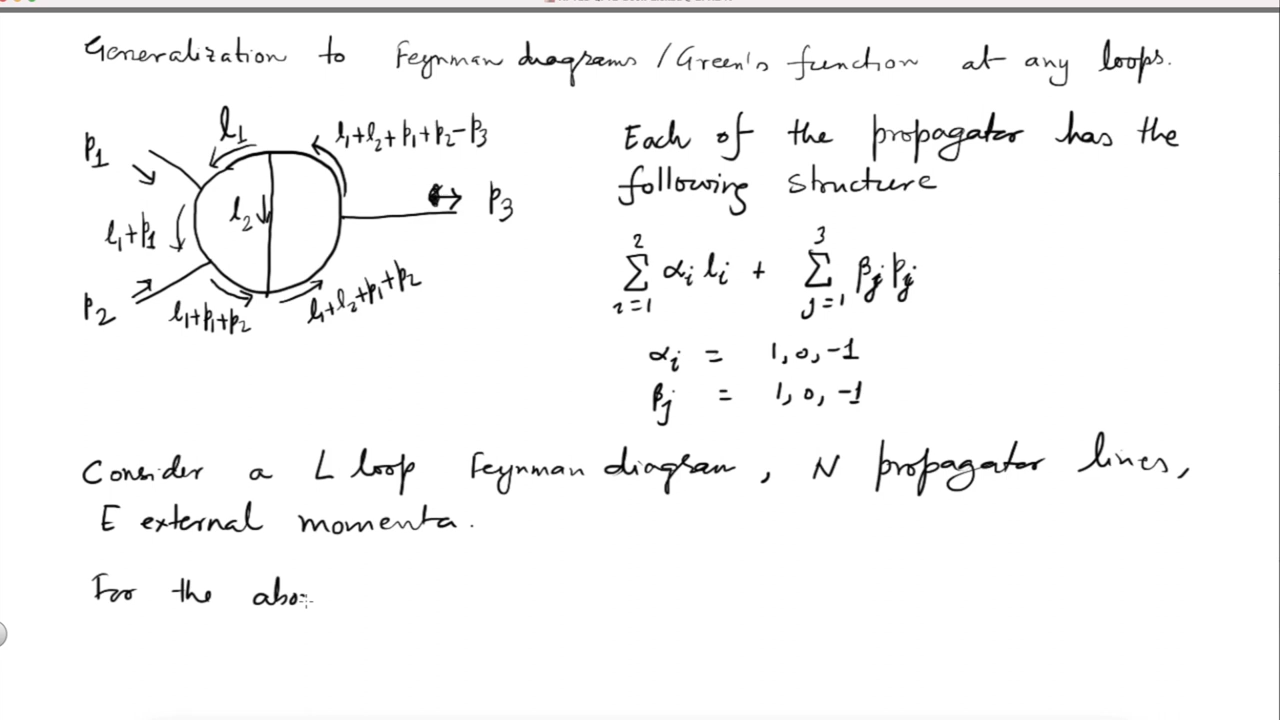 Generalization to Feynman diagrams / Green's function at any loops.
p₁
l₁
l₁+l₂+p₁+p₂-p₃
l₁+p₁
l₂
p₃
p₂
l₁+p₁+p₂
l₁+l₂+p₁+p₂
Each of the propagator has the
following structure
∑_{i=1}^{2} αᵢ lᵢ + ∑_{j=1}^{3} βⱼ pⱼ
αᵢ = 1, 0, -1
βⱼ = 1, 0, -1
Consider a L loop Feynman diagram, N propagator lines,
E external momenta.
For the abo